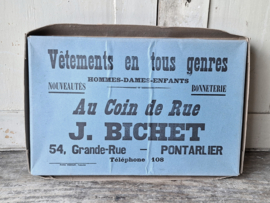 Vêtements en tous genres
HOMMES-DAMES-ENFANTS
NOUVEAUTÉS BONNETERIE
Au Coin de Rue
J. BICHET
54, Grande-Rue — PONTARLIER
Téléphone 108